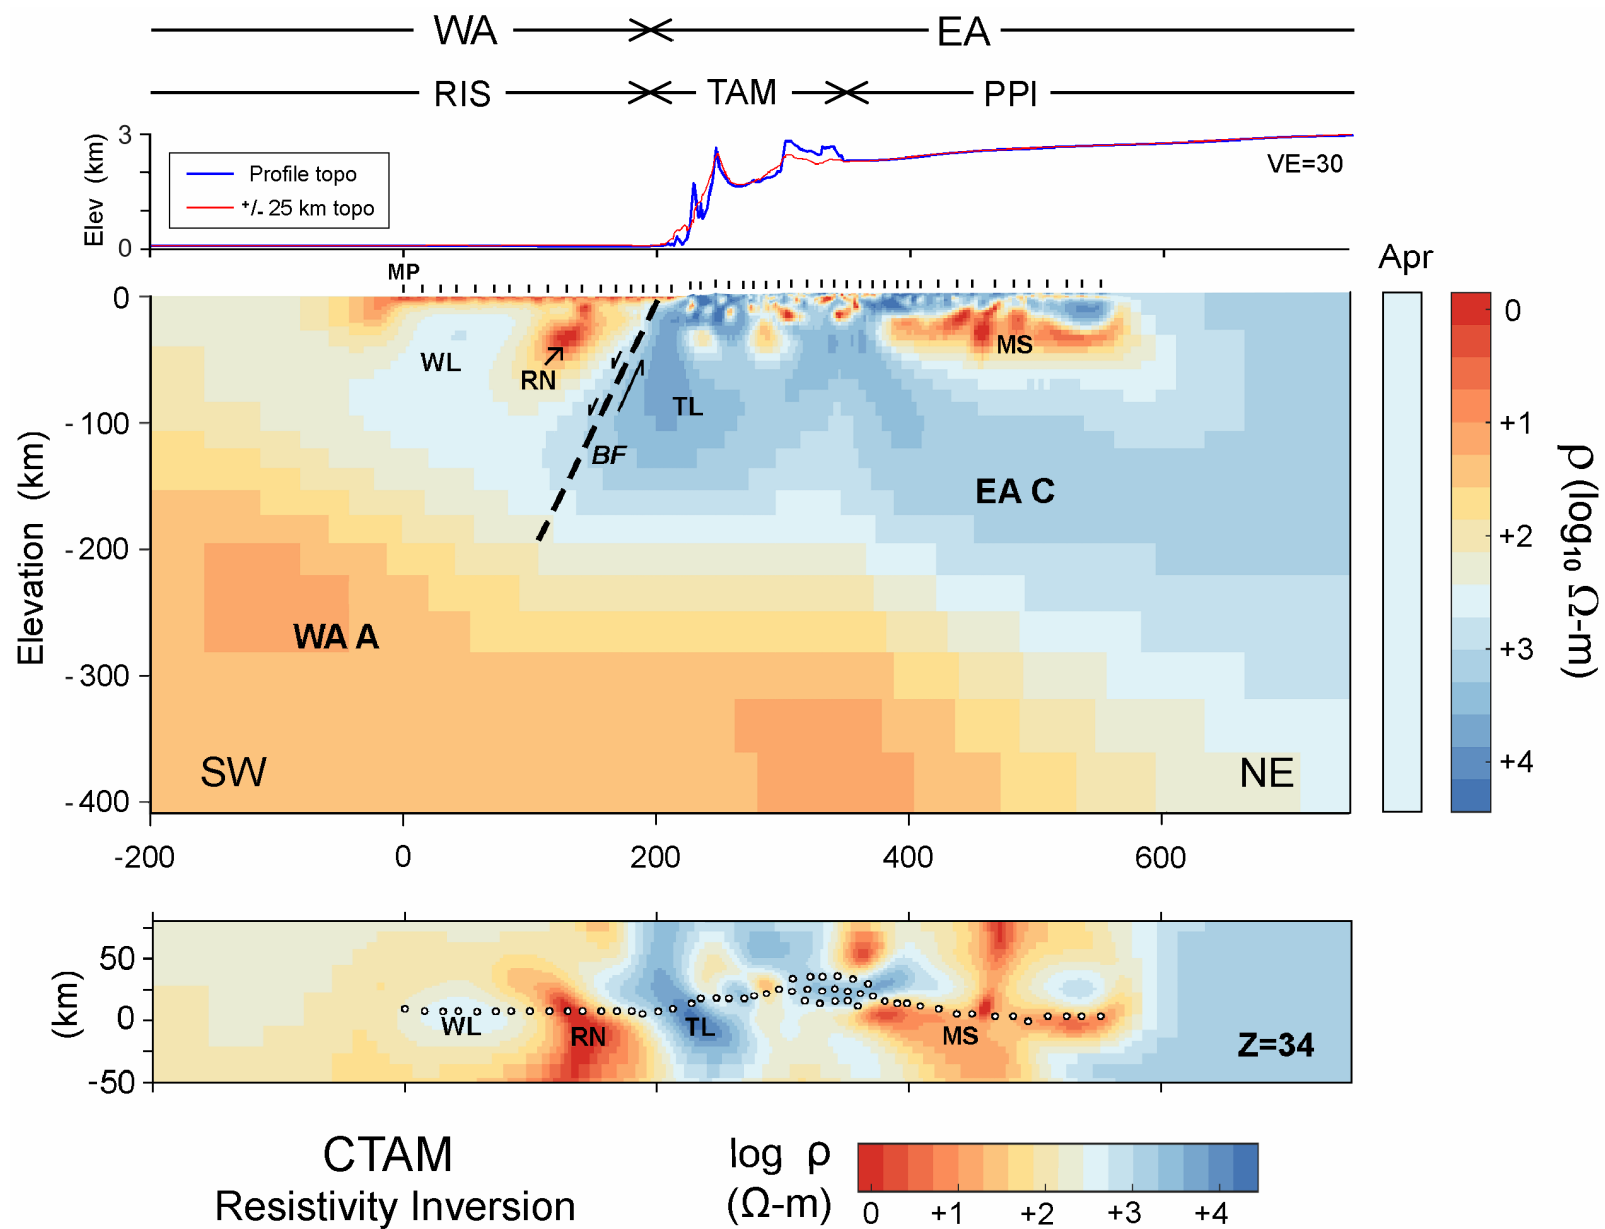 WA EA
RIS TAM PPI
Elev (km)
3
0
Profile topo
+/- 25 km topo
VE=30
MP
Apr
Elevation (km)
0
- 100
- 200
- 300
- 400
WL
RN
BF
TL
MS
EA C
WA A
SW
NE
-200 0 200 400 600
0
+1
+2
+3
+4
ρ (log10 Ω-m)
(km)
50
0
-50
WL
RN
TL
MS
Z=34
CTAM
Resistivity Inversion
log ρ
(Ω-m)
0 +1 +2 +3 +4